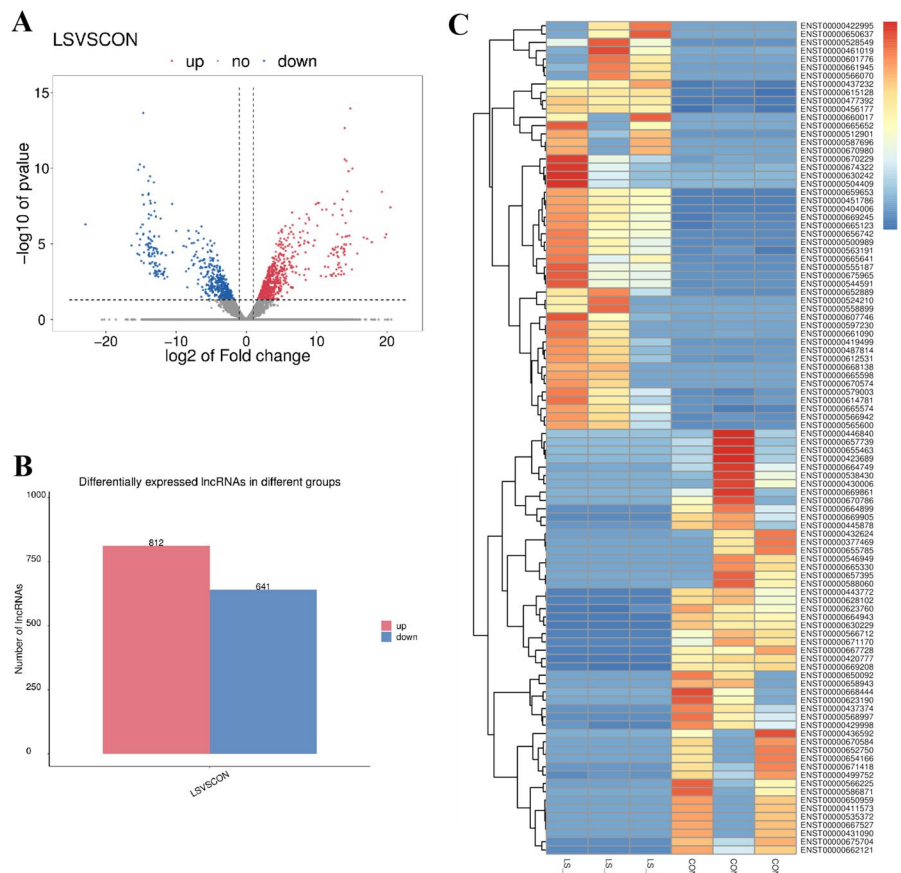 A
LSVSCON
up no down
15
10
5
0
−20 −10 0 10 20
−log10 of pvalue
log2 of Fold change
B
Differentially expressed lncRNAs in different groups
1000
750
500
250
0
812
641
Number of lncRNAs
LSVSCON
up
down
C
ENST00000422995
ENST00000650637
ENST00000528549
ENST00000461019
ENST00000601776
ENST00000661945
ENST00000566070
ENST00000437232
ENST00000615128
ENST00000477392
ENST00000456177
ENST00000660017
ENST00000665652
ENST00000512901
ENST00000587696
ENST00000670980
ENST00000670229
ENST00000674322
ENST00000630242
ENST00000504409
ENST00000659653
ENST00000451786
ENST00000404006
ENST00000669245
ENST00000665123
ENST00000656742
ENST00000500989
ENST00000563191
ENST00000665641
ENST00000555187
ENST00000675965
ENST00000544591
ENST00000652889
ENST00000524210
ENST00000558899
ENST00000607746
ENST00000597230
ENST00000661090
ENST00000419499
ENST00000487814
ENST00000612531
ENST00000668138
ENST00000665598
ENST00000670574
ENST00000579003
ENST00000614781
ENST00000665574
ENST00000566942
ENST00000565600
ENST00000446840
ENST00000657739
ENST00000655463
ENST00000423689
ENST00000664749
ENST00000538430
ENST00000430006
ENST00000669861
ENST00000670786
ENST00000664899
ENST00000669905
ENST00000445878
ENST00000432624
ENST00000377469
ENST00000655785
ENST00000546949
ENST00000665330
ENST00000657395
ENST00000588060
ENST00000443772
ENST00000628102
ENST00000623760
ENST00000664943
ENST00000630229
ENST00000566712
ENST00000671170
ENST00000667728
ENST00000420777
ENST00000669208
ENST00000650092
ENST00000658943
ENST00000668444
ENST00000623190
ENST00000437374
ENST00000568997
ENST00000429998
ENST00000436592
ENST00000670584
ENST00000652750
ENST00000654166
ENST00000671418
ENST00000499752
ENST00000566225
ENST00000586871
ENST00000650959
ENST00000411573
ENST00000535372
ENST00000667527
ENST00000431090
ENST00000675704
ENST00000662121
LS_
LS_
LS_